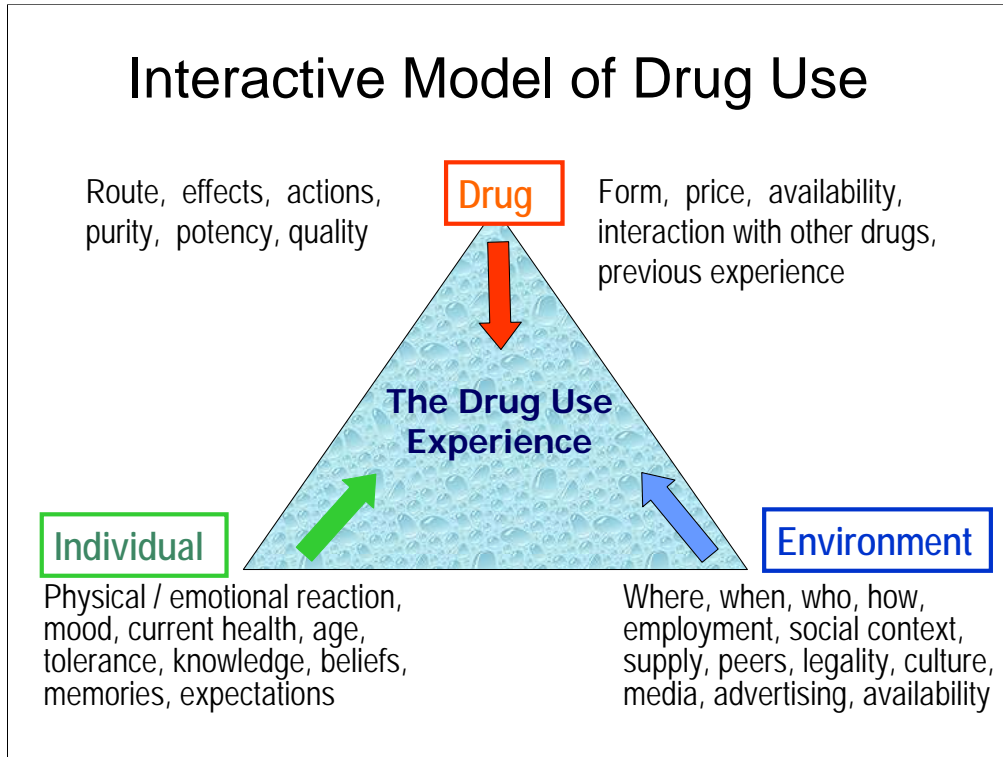 Interactive Model of Drug Use
Route, effects, actions,
purity, potency, quality
Drug
Form, price, availability,
interaction with other drugs,
previous experience
The Drug Use
Experience
Individual
Physical / emotional reaction,
mood, current health, age,
tolerance, knowledge, beliefs,
memories, expectations
Environment
Where, when, who, how,
employment, social context,
supply, peers, legality, culture,
media, advertising, availability